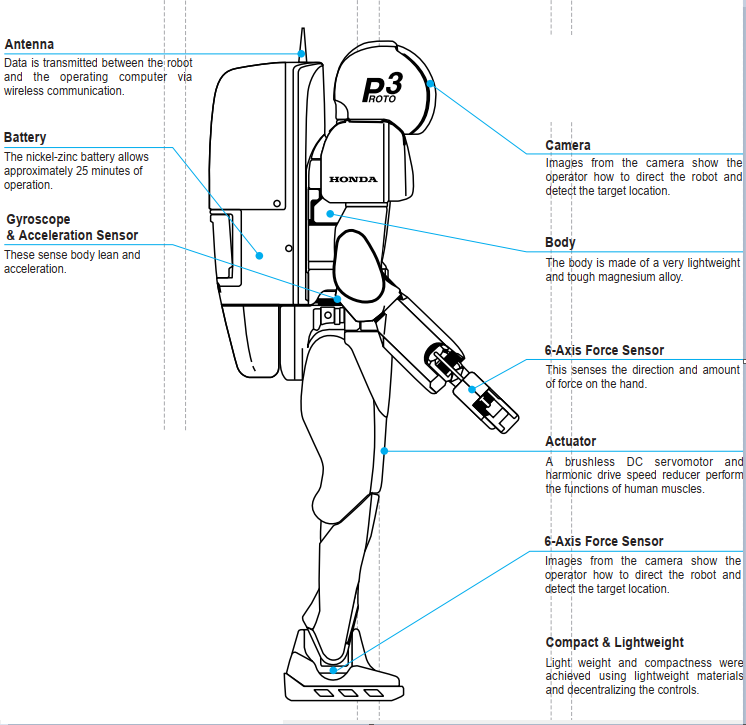 Antenna
Data is transmitted between the robot
and the operating computer via
wireless communication.
Battery
The nickel-zinc battery allows
approximately 25 minutes of
operation.
Gyroscope
& Acceleration Sensor
These sense body lean and
acceleration.
P3
PROTO
HONDA
Camera
Images from the camera show the
operator how to direct the robot and
detect the target location.
Body
The body is made of a very lightweight
and tough magnesium alloy.
6-Axis Force Sensor
This senses the direction and amount
of force on the hand.
Actuator
A brushless DC servomotor and
harmonic drive speed reducer perform
the functions of human muscles.
6-Axis Force Sensor
Images from the camera show the
operator how to direct the robot and
detect the target location.
Compact & Lightweight
Light weight and compactness were
achieved using lightweight materials
and decentralizing the controls.